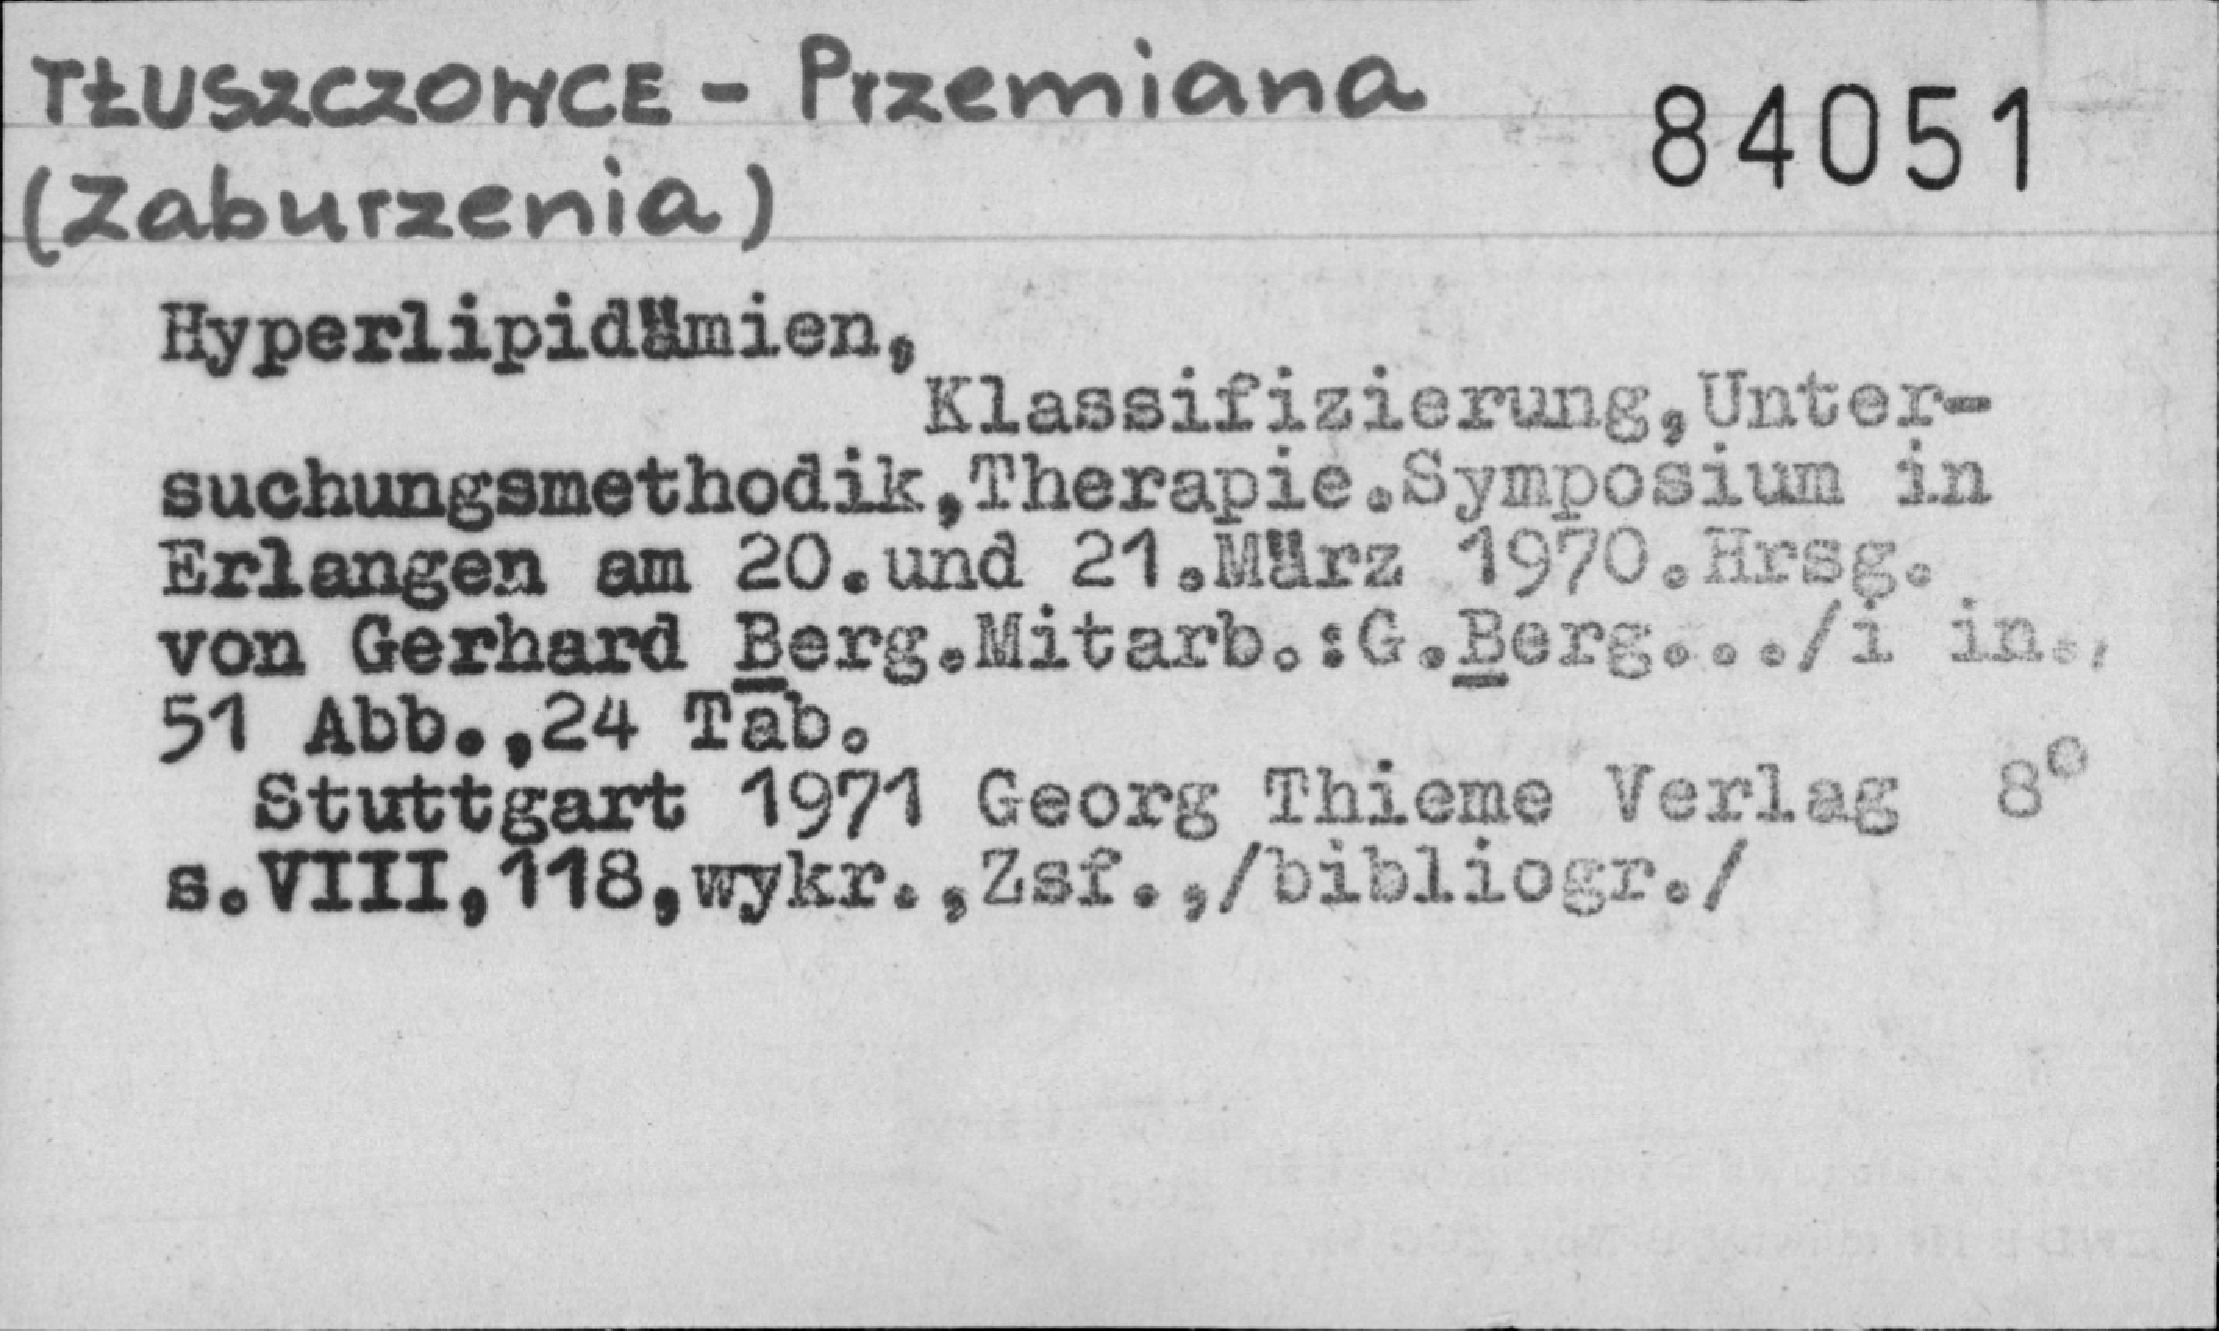 TŁUSZCZOWCE - Przemiana 84051
(Zaburzenia)
Hyperlipidämien,
Klassifizierung,Unter-
suchungsmethodik,Therapie.Symposium in
Erlangen am 20.und 21.März 1970.Hrsg.
von Gerhard Berg.Mitarb.:G.Berg.../i in.,
51 Abb.,24 Tab.
Stuttgart 1971 Georg Thieme Verlag 8°
s.VIII,118,wykr.,Zsf.,/bibliogr./